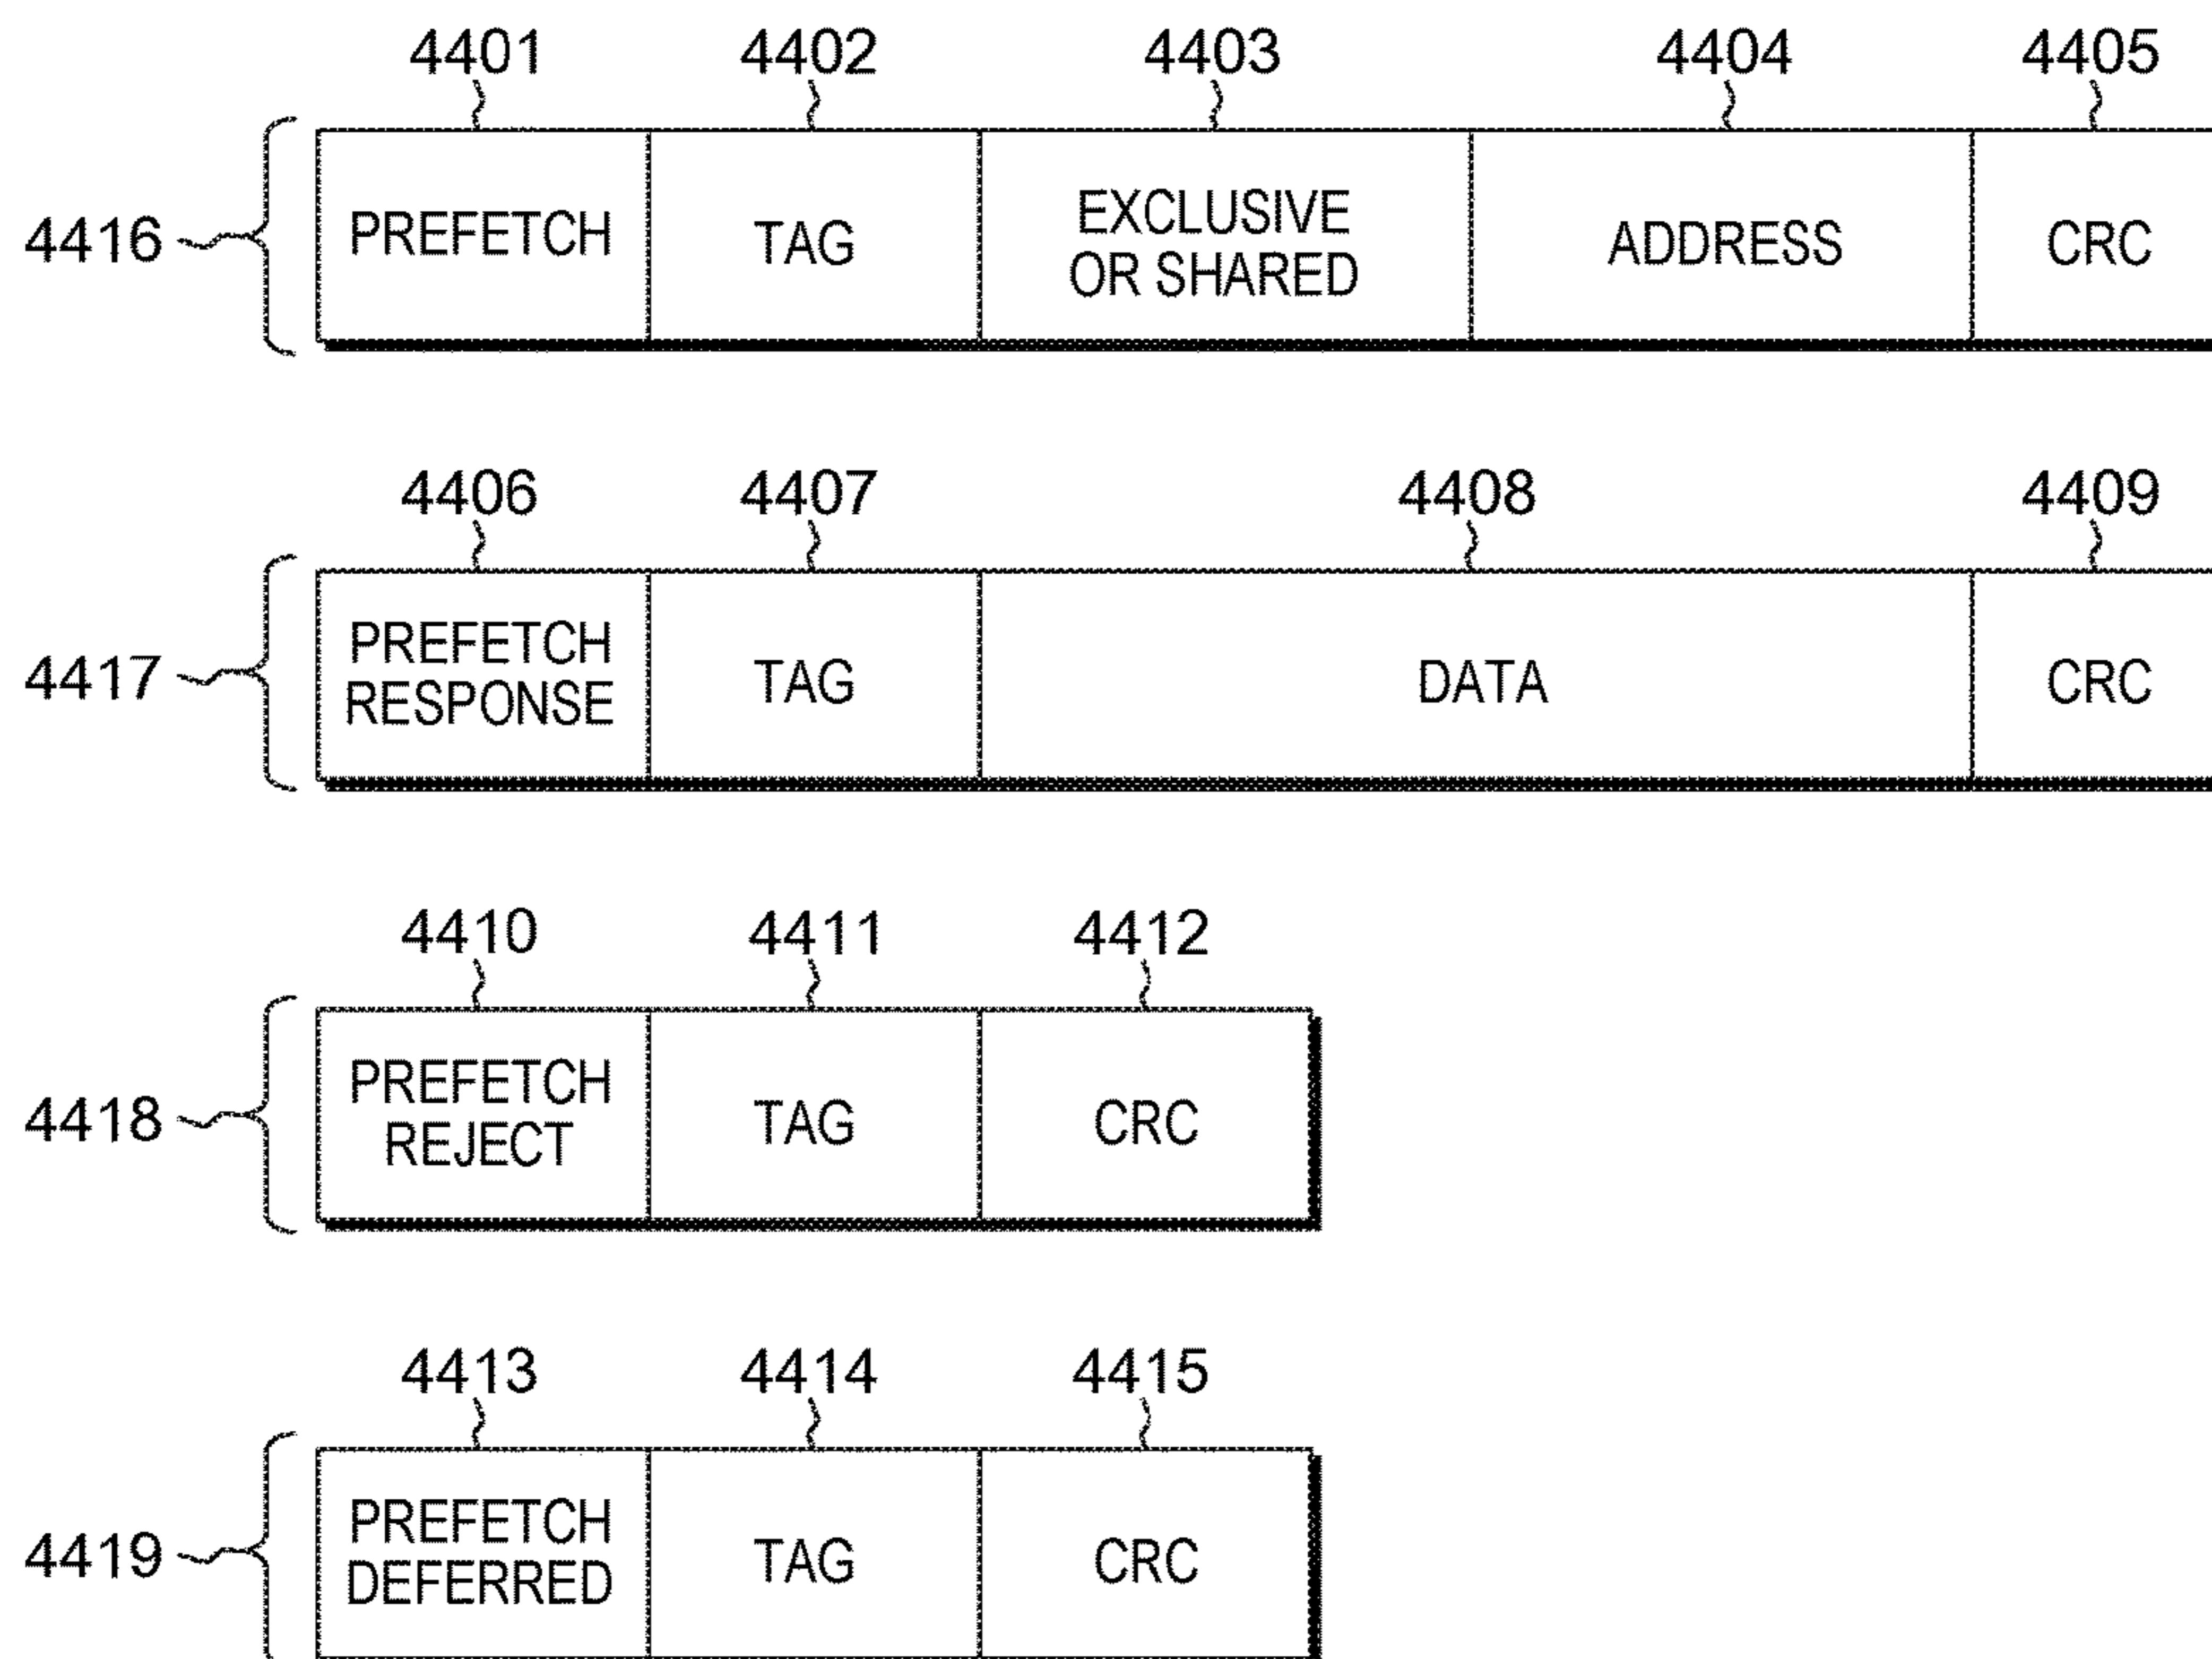 4401 4402 4403 4404 4405
4416
PREFETCH
TAG
EXCLUSIVE
OR SHARED
ADDRESS
CRC
4406 4407 4408 4409
4417
PREFETCH
RESPONSE
TAG
DATA
CRC
4410 4411 4412
4418
PREFETCH
REJECT
TAG
CRC
4413 4414 4415
4419
PREFETCH
DEFERRED
TAG
CRC